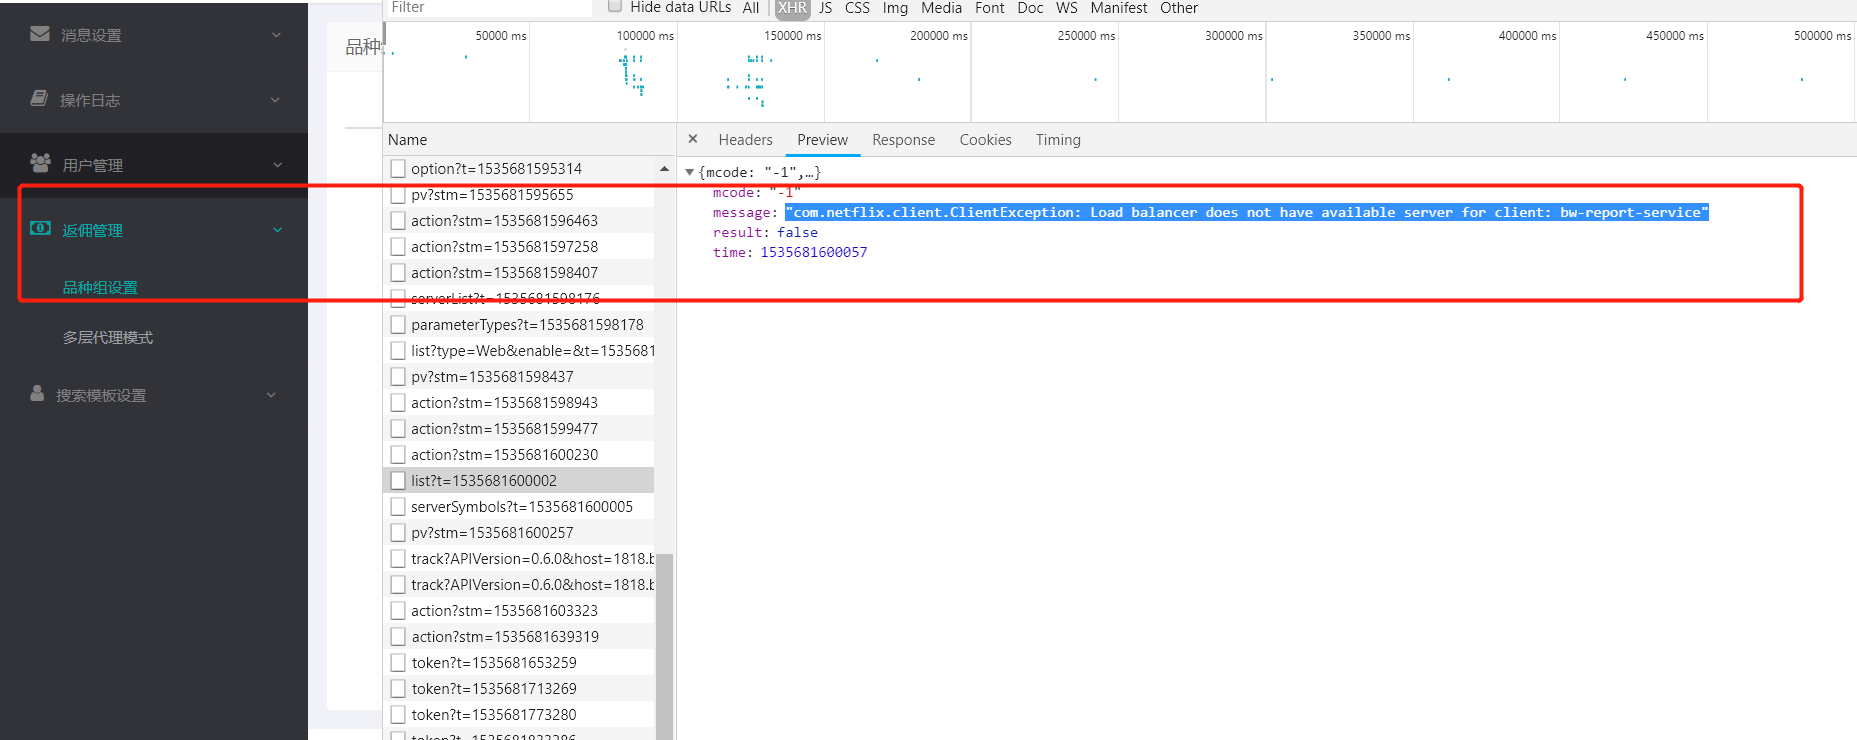 消息设置
操作日志
用户管理
返佣管理
品种组设置
多层代理模式
搜索模板设置
品种
Filter
Hide data URLs All XHR JS CSS Img Media Font Doc WS Manifest Other
50000 ms 100000 ms 150000 ms 200000 ms 250000 ms 300000 ms 350000 ms 400000 ms 450000 ms 500000 ms
Name
option?t=1535681595314
pv?stm=1535681595655
action?stm=1535681596463
action?stm=1535681597258
action?stm=1535681598407
serverList?t=1535681598176
parameterTypes?t=1535681598178
list?type=Web&enable=&t=1535681
pv?stm=1535681598437
action?stm=1535681598943
action?stm=1535681599477
action?stm=1535681600230
list?t=1535681600002
serverSymbols?t=1535681600005
pv?stm=1535681600257
track?APIVersion=0.6.0&host=1818.b
track?APIVersion=0.6.0&host=1818.b
action?stm=1535681603323
action?stm=1535681639319
token?t=1535681653259
token?t=1535681713269
token?t=1535681773280
token?t=1535681833286
× Headers Preview Response Cookies Timing
{mcode: "-1",…}
mcode: "-1"
message: "com.netflix.client.ClientException: Load balancer does not have available server for client: bw-report-service"
result: false
time: 1535681600057